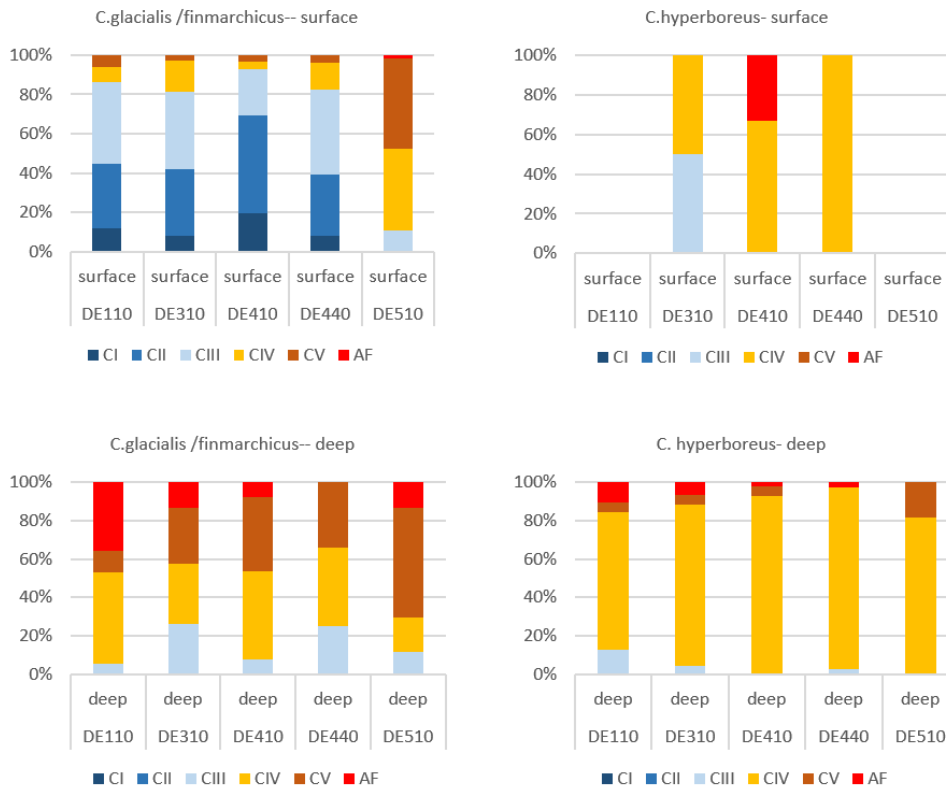 C.glacialis /finmarchicus-- surface
100%
80%
60%
40%
20%
0%
surface surface surface surface surface
DE110 DE310 DE410 DE440 DE510
CI CII CIII CIV CV AF
C.hyperboreus- surface
100%
80%
60%
40%
20%
0%
surface surface surface surface surface
DE110 DE310 DE410 DE440 DE510
CI CII CIII CIV CV AF
C.glacialis /finmarchicus-- deep
100%
80%
60%
40%
20%
0%
deep deep deep deep deep
DE110 DE310 DE410 DE440 DE510
CI CII CIII CIV CV AF
C. hyperboreus- deep
100%
80%
60%
40%
20%
0%
deep deep deep deep deep
DE110 DE310 DE410 DE440 DE510
CI CII CIII CIV CV AF